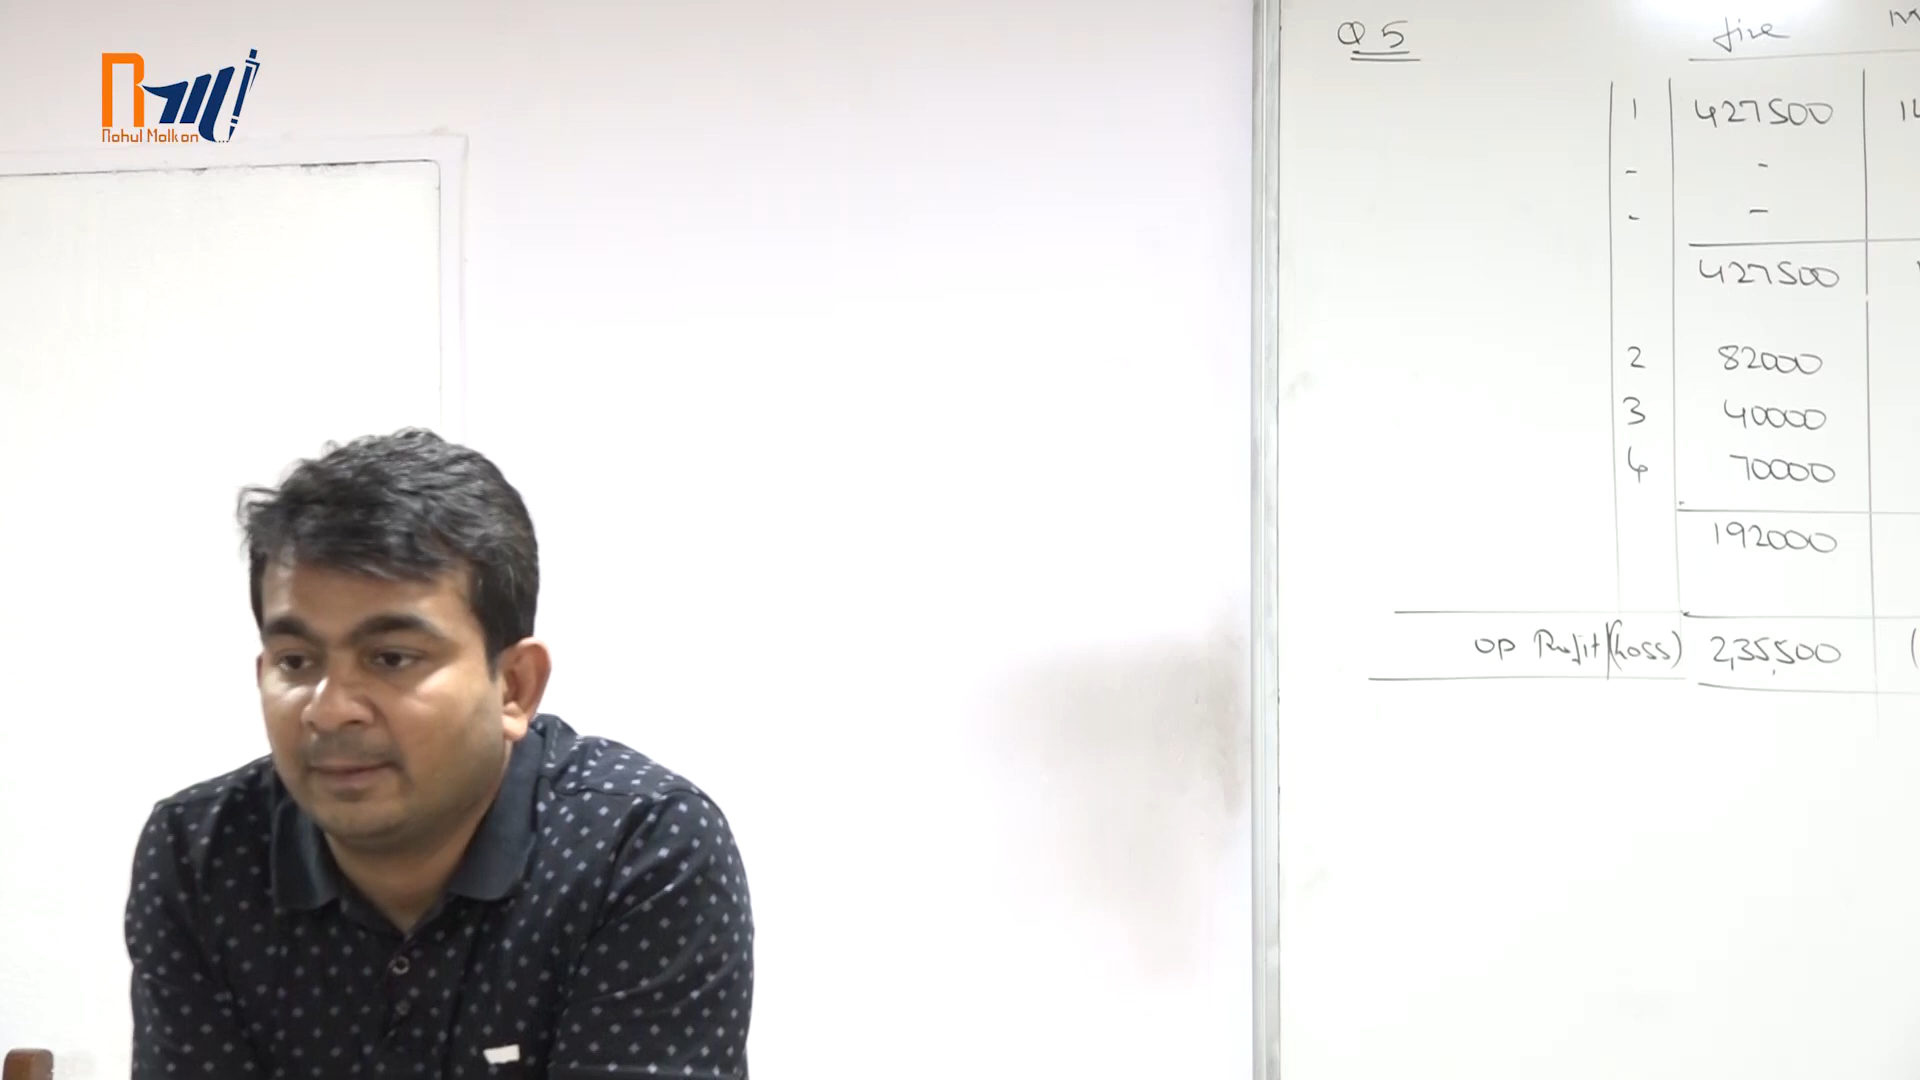 Rahul Malkan...
Q 5
fire
1 427500
- -
- -
427500
2 82000
3 40000
4 70000
192000
OP Profit/(Loss) 2,35,500